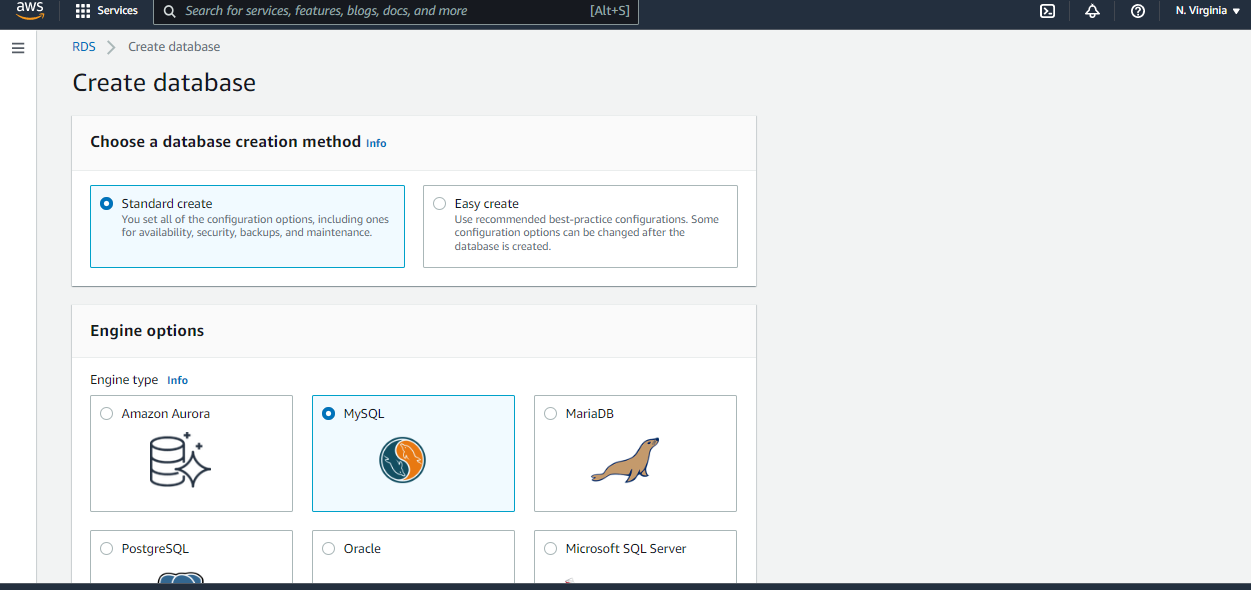 aws
Services
Search for services, features, blogs, docs, and more
[Alt+S]
N. Virginia
RDS
Create database
Create database
Choose a database creation method Info
Standard create
You set all of the configuration options, including ones
for availability, security, backups, and maintenance.
Easy create
Use recommended best-practice configurations. Some
configuration options can be changed after the
database is created.
Engine options
Engine type Info
Amazon Aurora
MySQL
MariaDB
PostgreSQL
Oracle
Microsoft SQL Server